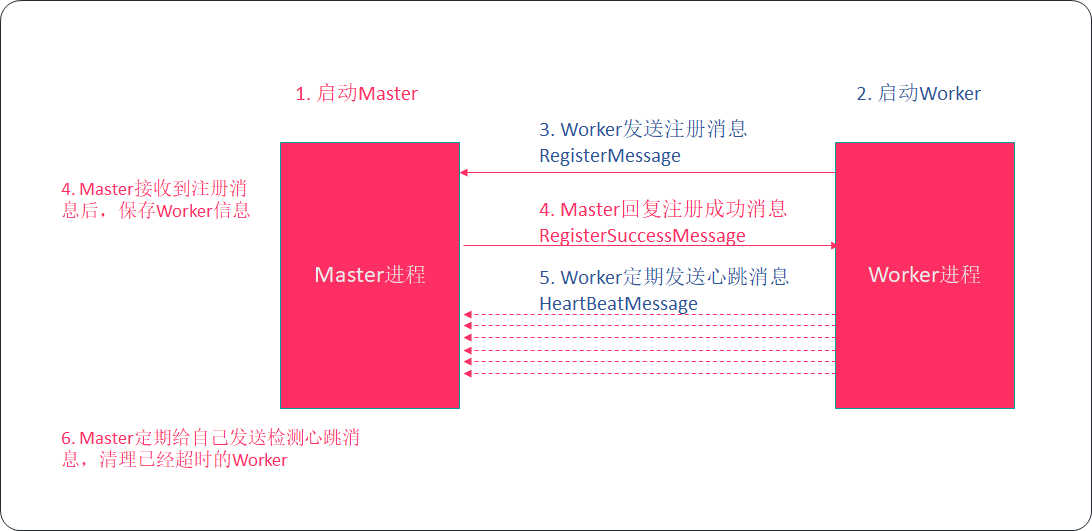 1. 启动Master
2. 启动Worker
3. Worker发送注册消息
RegisterMessage
4. Master接收到注册消
息后，保存Worker信息
4. Master回复注册成功消息
RegisterSuccessMessage
Master进程
Worker进程
5. Worker定期发送心跳消息
HeartBeatMessage
6. Master定期给自己发送检测心跳消
息，清理已经超时的Worker